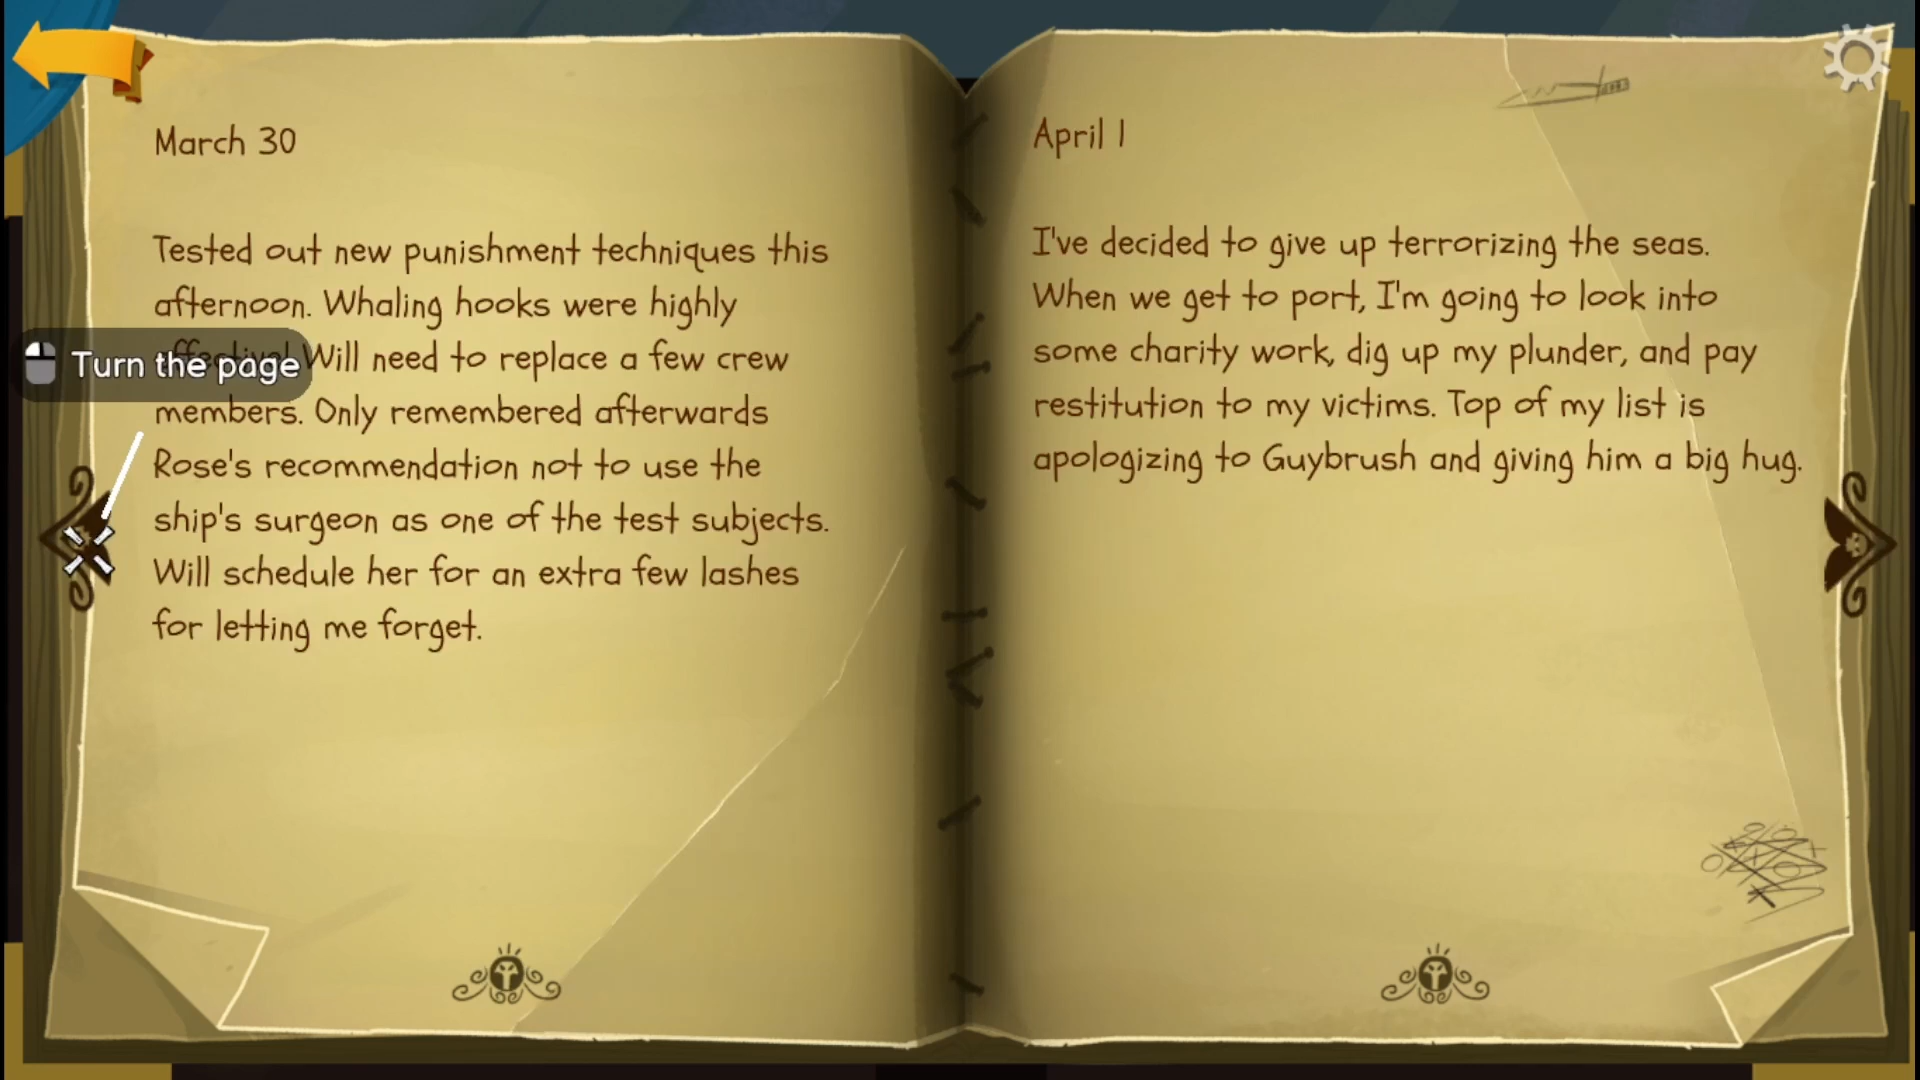 March 30
Tested out new punishment techniques this
afternoon. Whaling hooks were highly
effective! Will need to replace a few crew
Turn the page
members. Only remembered afterwards
Rose's recommendation not to use the
ship's surgeon as one of the test subjects.
Will schedule her for an extra few lashes
for letting me forget.
April 1
I've decided to give up terrorizing the seas.
When we get to port, I'm going to look into
some charity work, dig up my plunder, and pay
restitution to my victims. Top of my list is
apologizing to Guybrush and giving him a big hug.